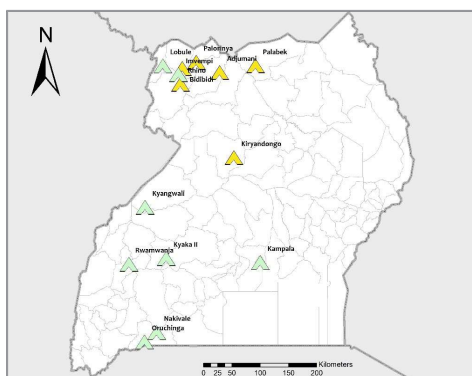 N
Lobule
Palorinya
Palabek
Imvempi
Adjumani
Rhino
Bidibidi
Kiryandongo
Kyangwali
Rwamwanja
Kyaka II
Kampala
Nakivale
Oruchinga
Kilometers
0 25 50 100 150 200